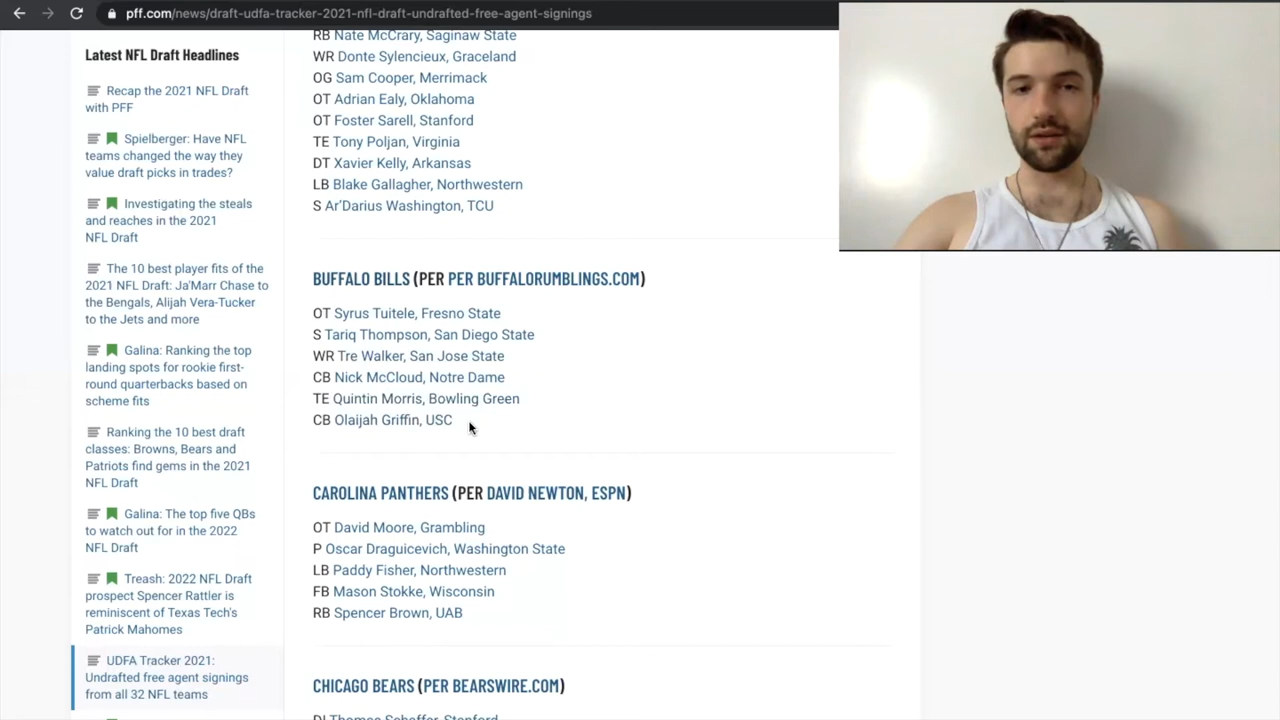 pff.com/news/draft-udfa-tracker-2021-nfl-draft-undrafted-free-agent-signings
Latest NFL Draft Headlines
Recap the 2021 NFL Draft
with PFF
Spielberger: Have NFL
teams changed the way they
value draft picks in trades?
Investigating the steals
and reaches in the 2021
NFL Draft
The 10 best player fits of the
2021 NFL Draft: Ja'Marr Chase to
the Bengals, Alijah Vera-Tucker
to the Jets and more
Galina: Ranking the top
landing spots for rookie first-
round quarterbacks based on
scheme fits
Ranking the 10 best draft
classes: Browns, Bears and
Patriots find gems in the 2021
NFL Draft
Galina: The top five QBs
to watch out for in the 2022
NFL Draft
Treash: 2022 NFL Draft
prospect Spencer Rattler is
reminiscent of Texas Tech's
Patrick Mahomes
UDFA Tracker 2021:
Undrafted free agent signings
from all 32 NFL teams
RB Nate McCrary, Saginaw State
WR Donte Sylencieux, Graceland
OG Sam Cooper, Merrimack
OT Adrian Ealy, Oklahoma
OT Foster Sarell, Stanford
TE Tony Poljan, Virginia
DT Xavier Kelly, Arkansas
LB Blake Gallagher, Northwestern
S Ar'Darius Washington, TCU
BUFFALO BILLS (PER PER BUFFALORUMBLINGS.COM)
OT Syrus Tuitele, Fresno State
S Tariq Thompson, San Diego State
WR Tre Walker, San Jose State
CB Nick McCloud, Notre Dame
TE Quintin Morris, Bowling Green
CB Olaijah Griffin, USC
CAROLINA PANTHERS (PER DAVID NEWTON, ESPN)
OT David Moore, Grambling
P Oscar Draguicevich, Washington State
LB Paddy Fisher, Northwestern
FB Mason Stokke, Wisconsin
RB Spencer Brown, UAB
CHICAGO BEARS (PER BEARSWIRE.COM)
DI Thomas Schaffer, Stanford